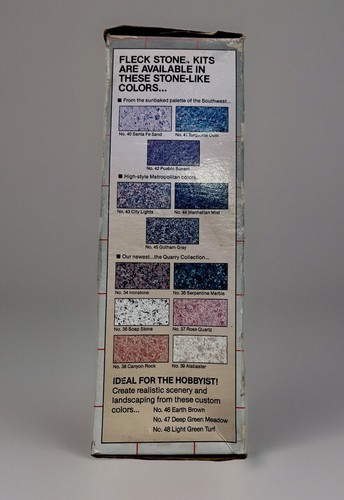 FLECK STONE™ KITS
ARE AVAILABLE IN
THESE STONE-LIKE
COLORS...
■ From the sunbaked palette of the Southwest...
No. 40 Santa Fe Sand
No. 41 Turquoise Dust
No. 42 Pueblo Sunset
■ High-style Metropolitan colors...
No. 43 City Lights
No. 44 Manhattan Mist
No. 45 Gotham Gray
■ Our newest...the Quarry Collection...
No. 34 Ironstone
No. 35 Serpentine Marble
No. 36 Soap Stone
No. 37 Rose Quartz
No. 38 Canyon Rock
No. 39 Alabaster
IDEAL FOR THE HOBBYIST!
Create realistic scenery and
landscaping from these custom
colors...
No. 46 Earth Brown
No. 47 Deep Green Meadow
No. 48 Light Green Turf